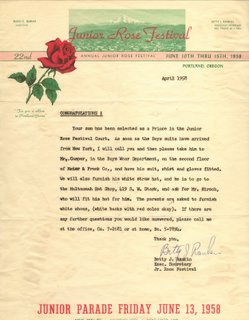 Junior Rose Festival
JUNE 10TH THRU 15TH, 1958
22nd
ANNUAL JUNIOR ROSE FESTIVAL
PORTLAND, OREGON
April 1958
CONGRATULATIONS !
Your son has been selected as a Prince in the Junior
Rose Festival Court. As soon as the Boys suits have arrived
from New York, I will call you and then please take him to
Mr. Cooper, in the Boys Wear Department, on the second floor
of Meier & Frank Co., and have his suit, shirt and gloves fitted.
We will also furnish his white straw hat, and he is to go to the
Multnomah Hat Shop, 419 S. W. Stark, and ask for Mr. Hirsch,
who will fit his hat for him. The parents are asked to furnish
white shoes, (white bucks with red soles okay). If there are
any further questions you would like answered, please call me
at the office, Ca. 7-2681 or at home, No.
Thank you,
Betty J Rankin
Betty J. Rankin
Exec. Secretary
Jr. Rose Festival
JUNIOR PARADE FRIDAY JUNE 13, 1958